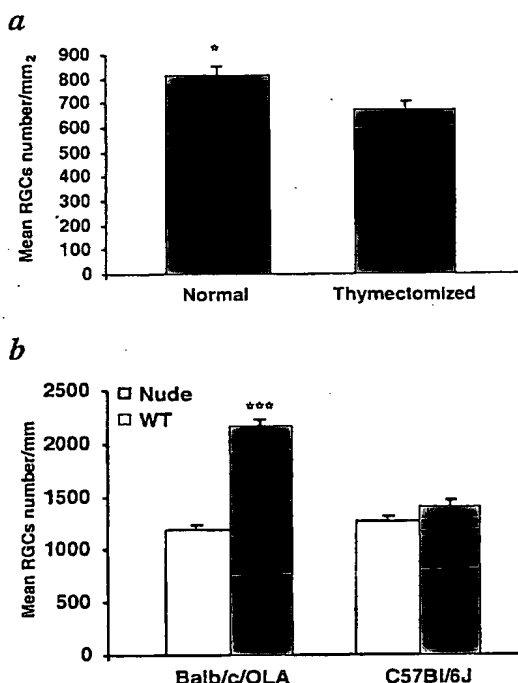 a
Mean RGCs number/mm2
900
800
700
600
500
400
300
200
100
0
*
Normal Thymectomized
b
Mean RGCs number/mm
2500
2000
1500
1000
500
0
Nude
WT
***
Balb/c/OLA C57Bl/6J